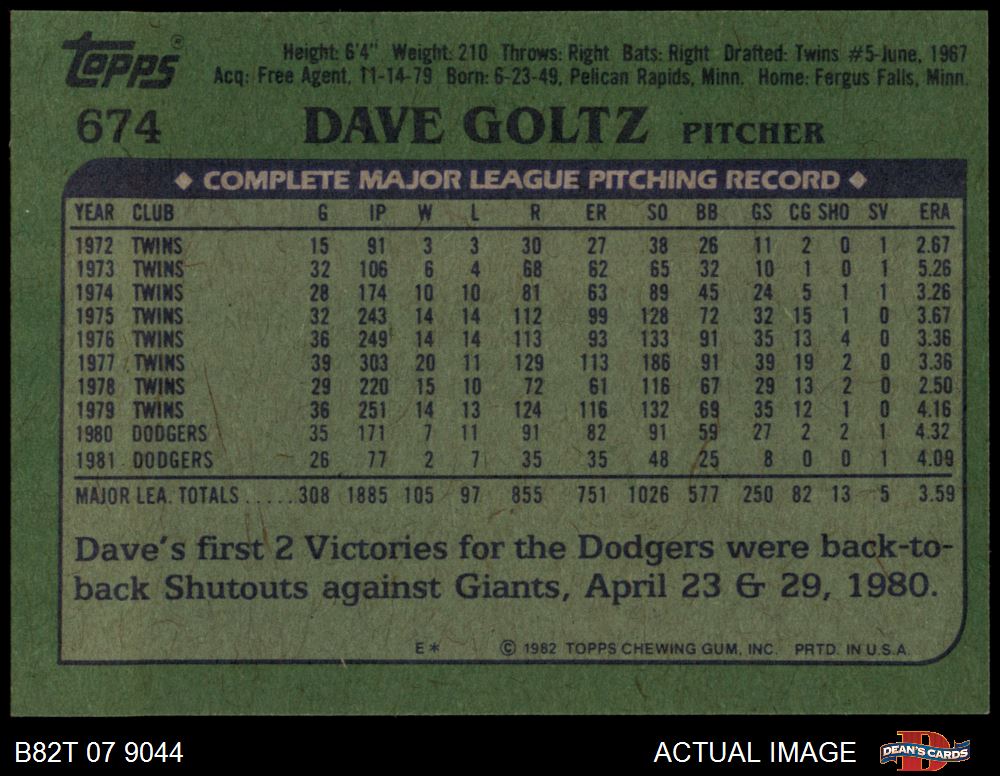 Topps®
Height: 6'4" Weight: 210 Throws: Right Bats: Right Drafted: Twins #5-June, 1967
Acq: Free Agent, 11-14-79 Born: 6-23-49, Pelican Rapids, Minn. Home: Fergus Falls, Minn.
674 DAVE GOLTZ PITCHER
◆ COMPLETE MAJOR LEAGUE PITCHING RECORD ◆
YEAR CLUB G IP W L R ER SO BB GS CG SHO SV ERA
1972 TWINS 15 91 3 3 30 27 38 26 11 2 0 1 2.67
1973 TWINS 32 106 6 4 68 62 65 32 10 1 0 1 5.26
1974 TWINS 28 174 10 10 81 63 89 45 24 5 1 1 3.26
1975 TWINS 32 243 14 14 112 99 128 72 32 15 1 0 3.67
1976 TWINS 36 249 14 14 113 93 133 91 35 13 4 0 3.36
1977 TWINS 39 303 20 11 129 113 186 91 39 19 2 0 3.36
1978 TWINS 29 220 15 10 72 61 116 67 29 13 2 0 2.50
1979 TWINS 36 251 14 13 124 116 132 69 35 12 1 0 4.16
1980 DODGERS 35 171 7 11 91 82 91 59 27 2 2 1 4.32
1981 DODGERS 26 77 2 7 35 35 48 25 8 0 0 1 4.09
MAJOR LEA. TOTALS .....308 1885 105 97 855 751 1026 577 250 82 13 5 3.59
Dave's first 2 Victories for the Dodgers were back-to-
back Shutouts against Giants, April 23 & 29, 1980.
E* © 1982 TOPPS CHEWING GUM, INC. PRTD. IN U.S.A.
B82T 07 9044 ACTUAL IMAGE DEAN'S CARDS